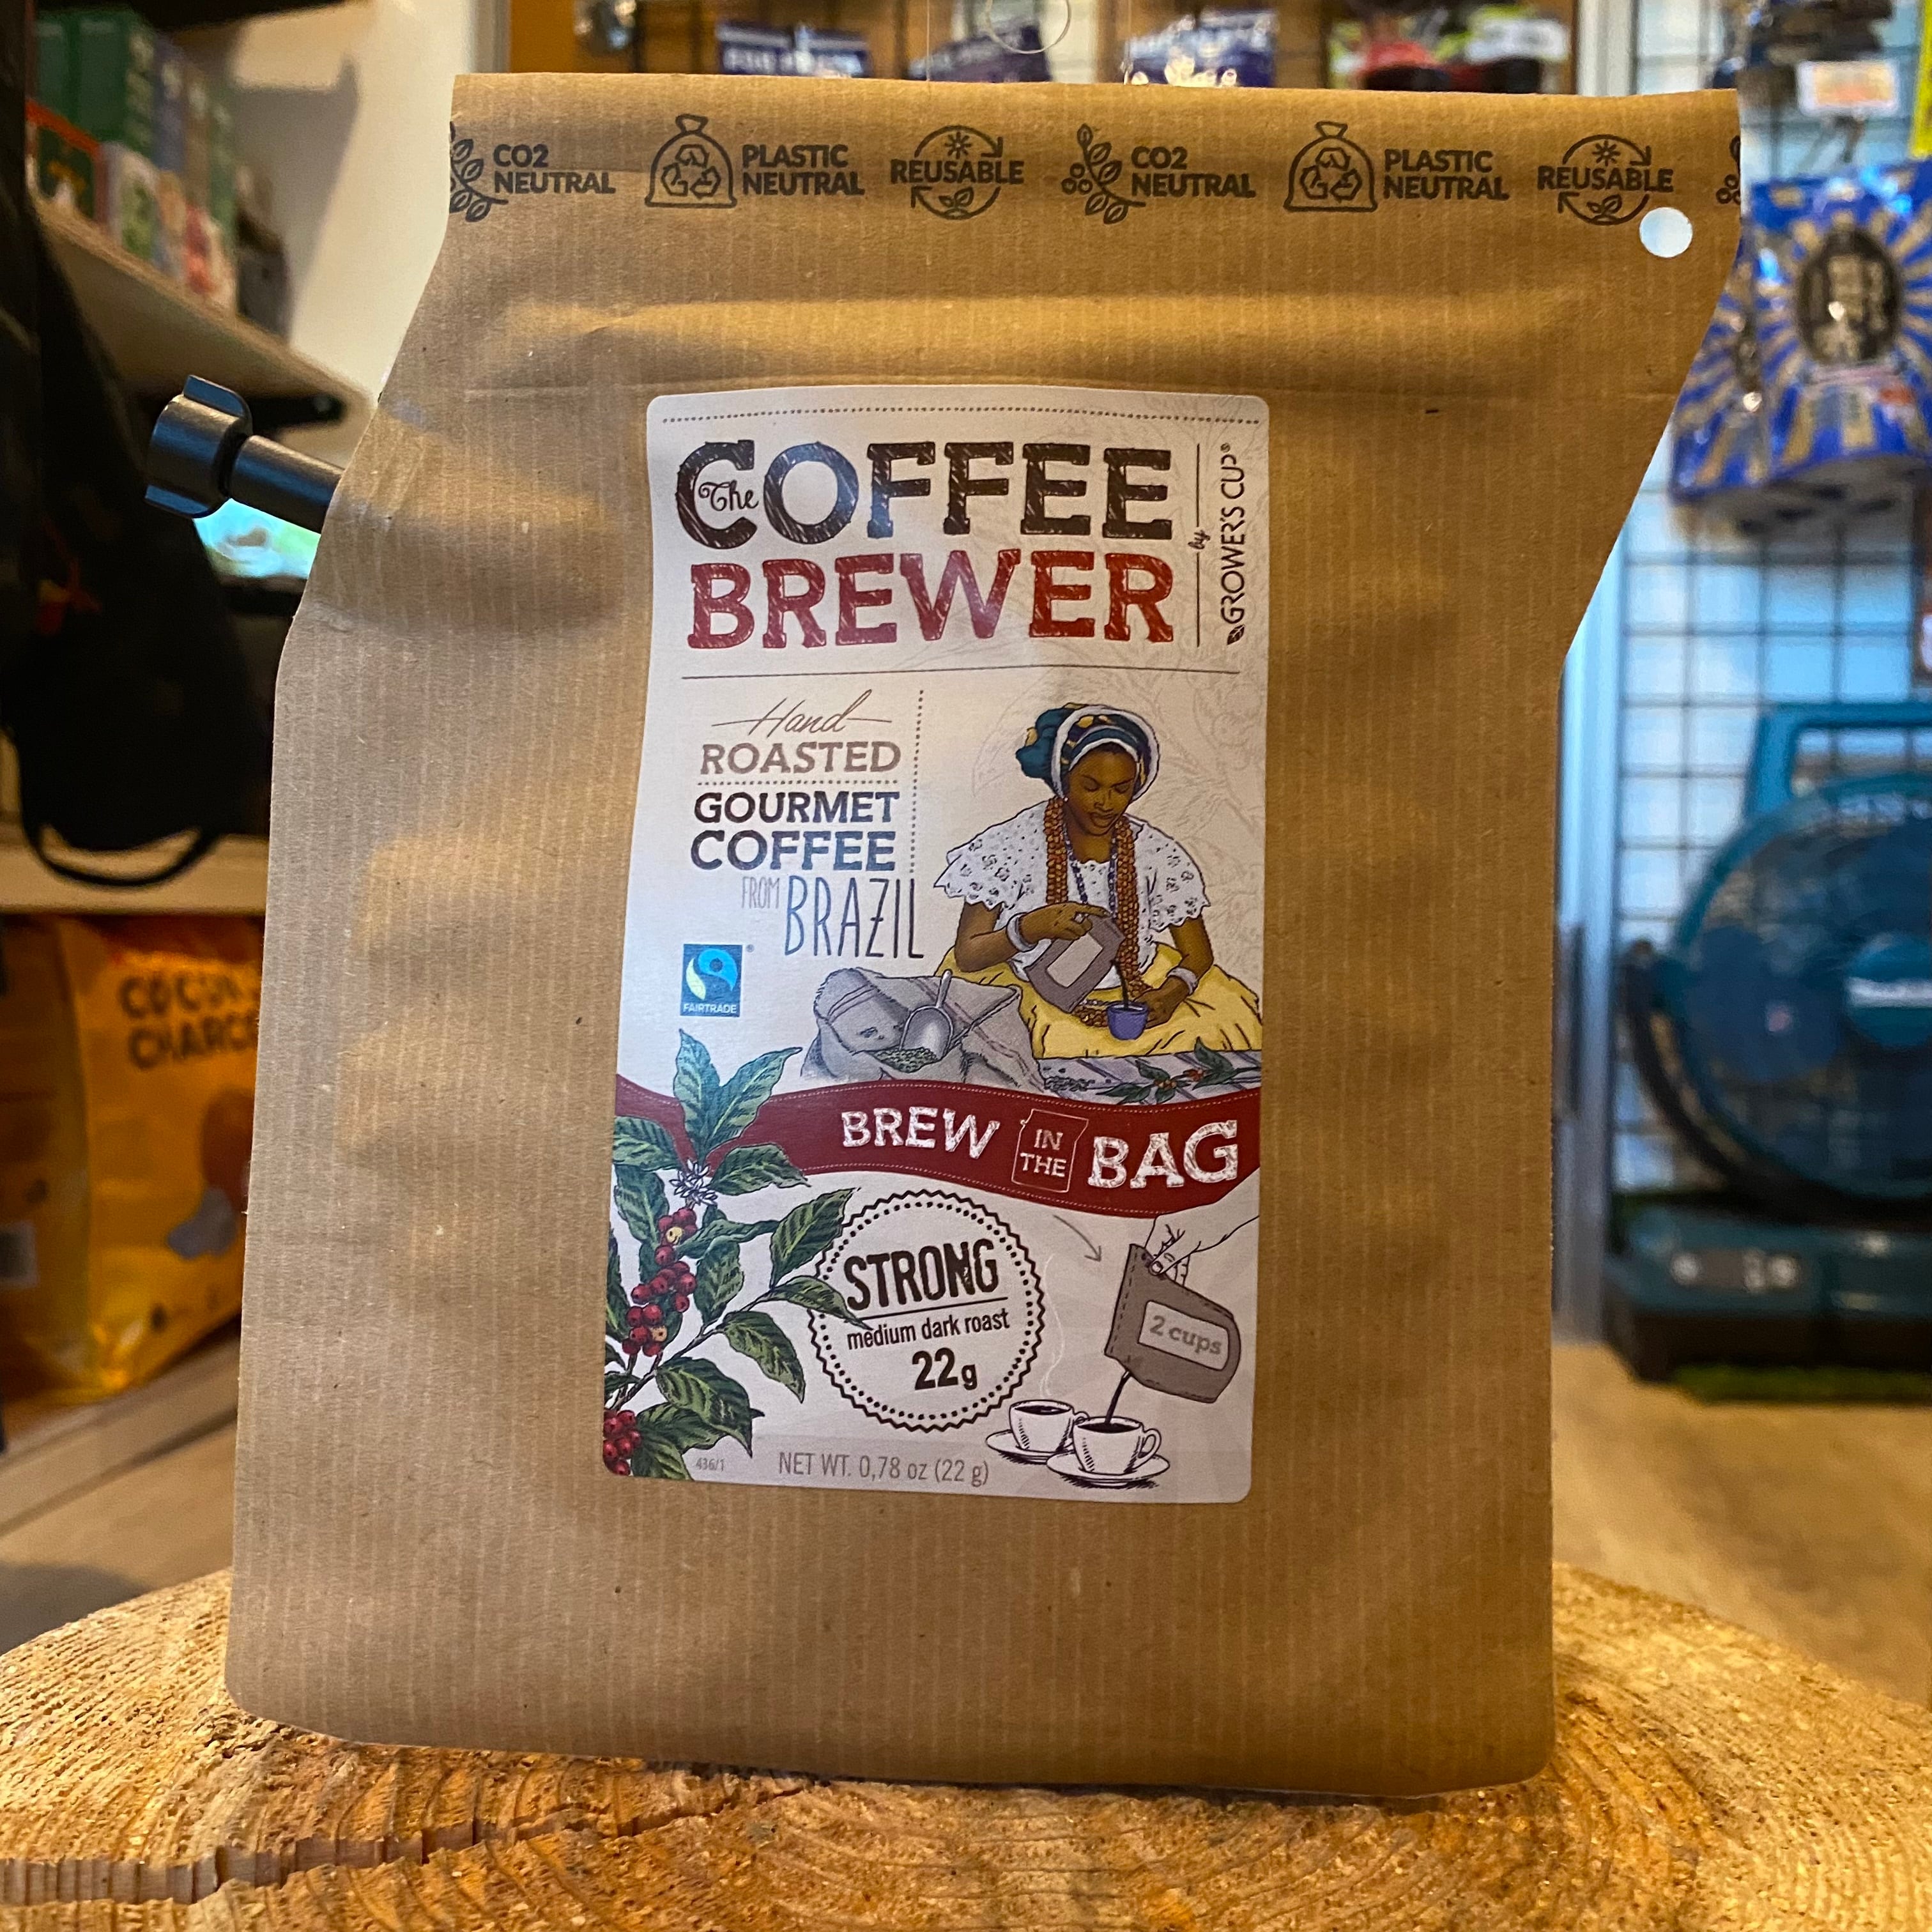 CO2 NEUTRAL PLASTIC NEUTRAL REUSABLE CO2 NEUTRAL PLASTIC NEUTRAL REUSABLE
The COFFEE
BREWER
by GROWER'S CUP®
Hand
ROASTED
GOURMET
COFFEE
FROM BRAZIL
FAIRTRADE
®
BREW IN THE BAG
STRONG
medium dark roast
22g
2 cups
436/1
NET WT. 0,78 oz (22 g)